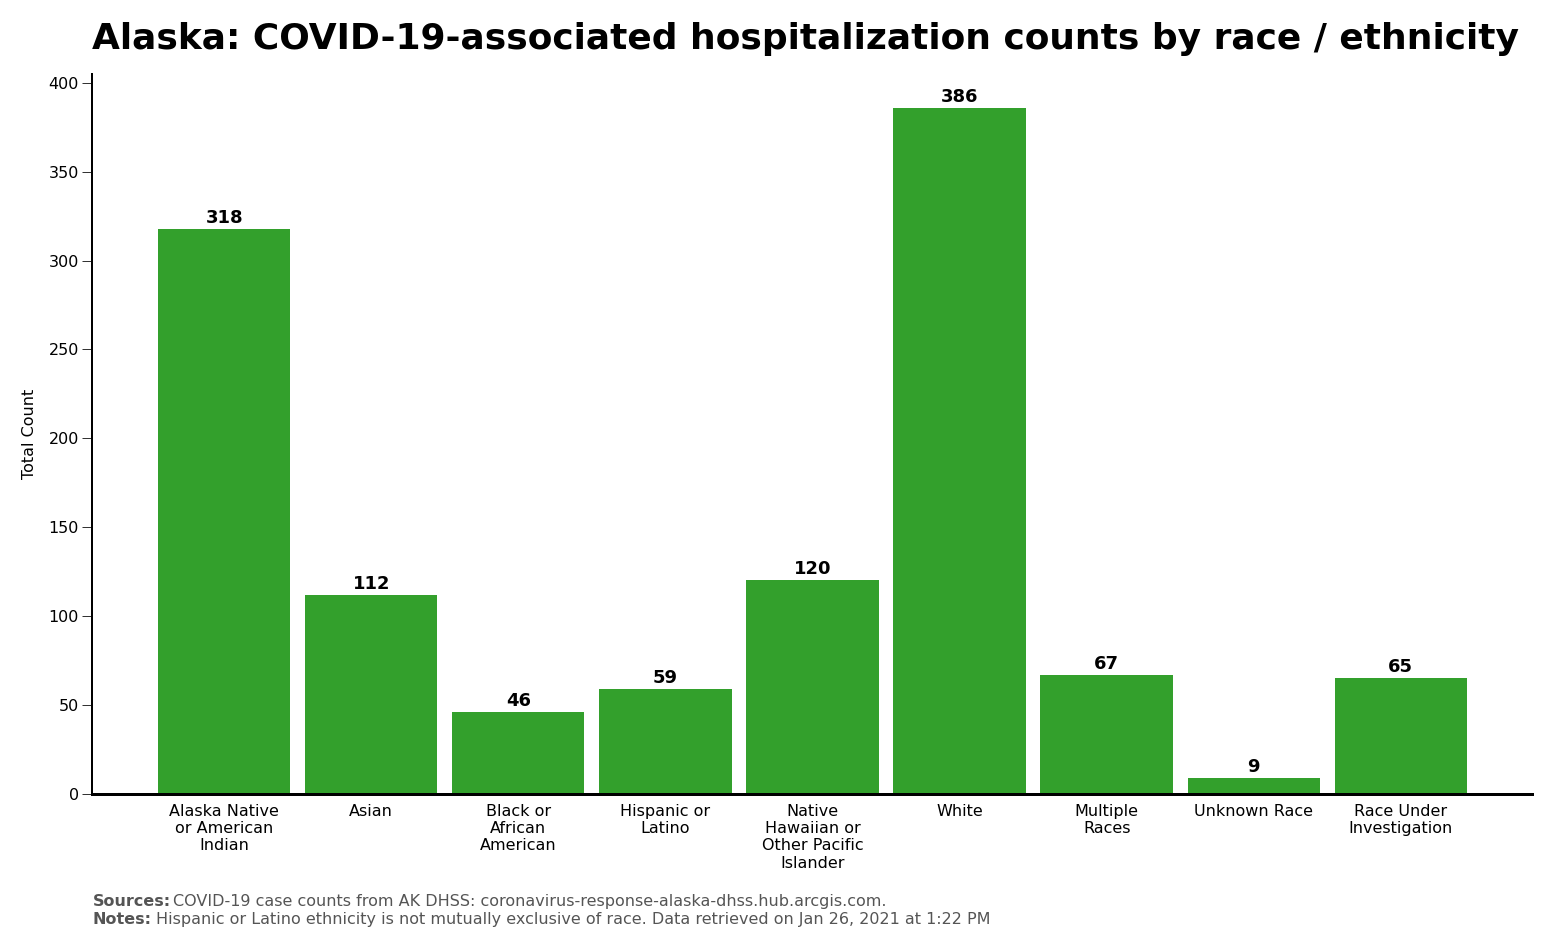 Alaska: COVID-19-associated hospitalization counts by race / ethnicity
Total Count
400
350
300
250
200
150
100
50
0
318
112
46
59
120
386
67
9
65
Alaska Native
or American
Indian
Asian
Black or
African
American
Hispanic or
Latino
Native
Hawaiian or
Other Pacific
Islander
White
Multiple
Races
Unknown Race
Race Under
Investigation
Sources: COVID-19 case counts from AK DHSS: coronavirus-response-alaska-dhss.hub.arcgis.com.
Notes: Hispanic or Latino ethnicity is not mutually exclusive of race. Data retrieved on Jan 26, 2021 at 1:22 PM